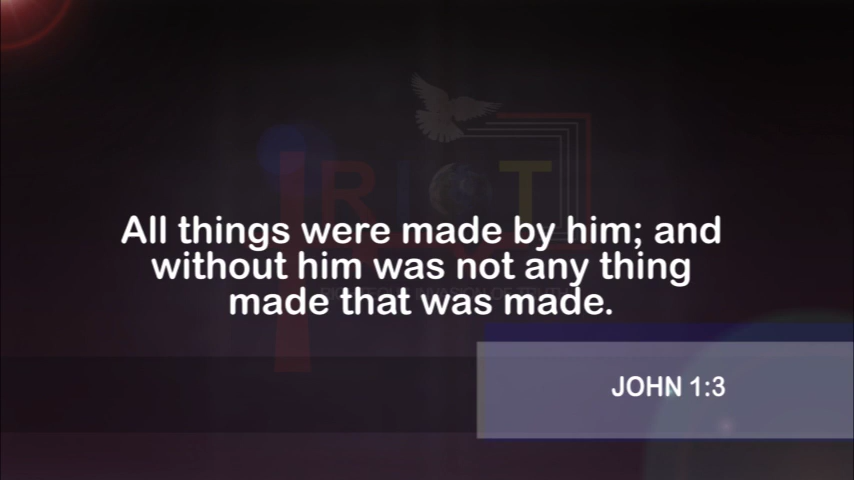 RIOT
All things were made by him; and
without him was not any thing
made that was made.
JOHN 1:3